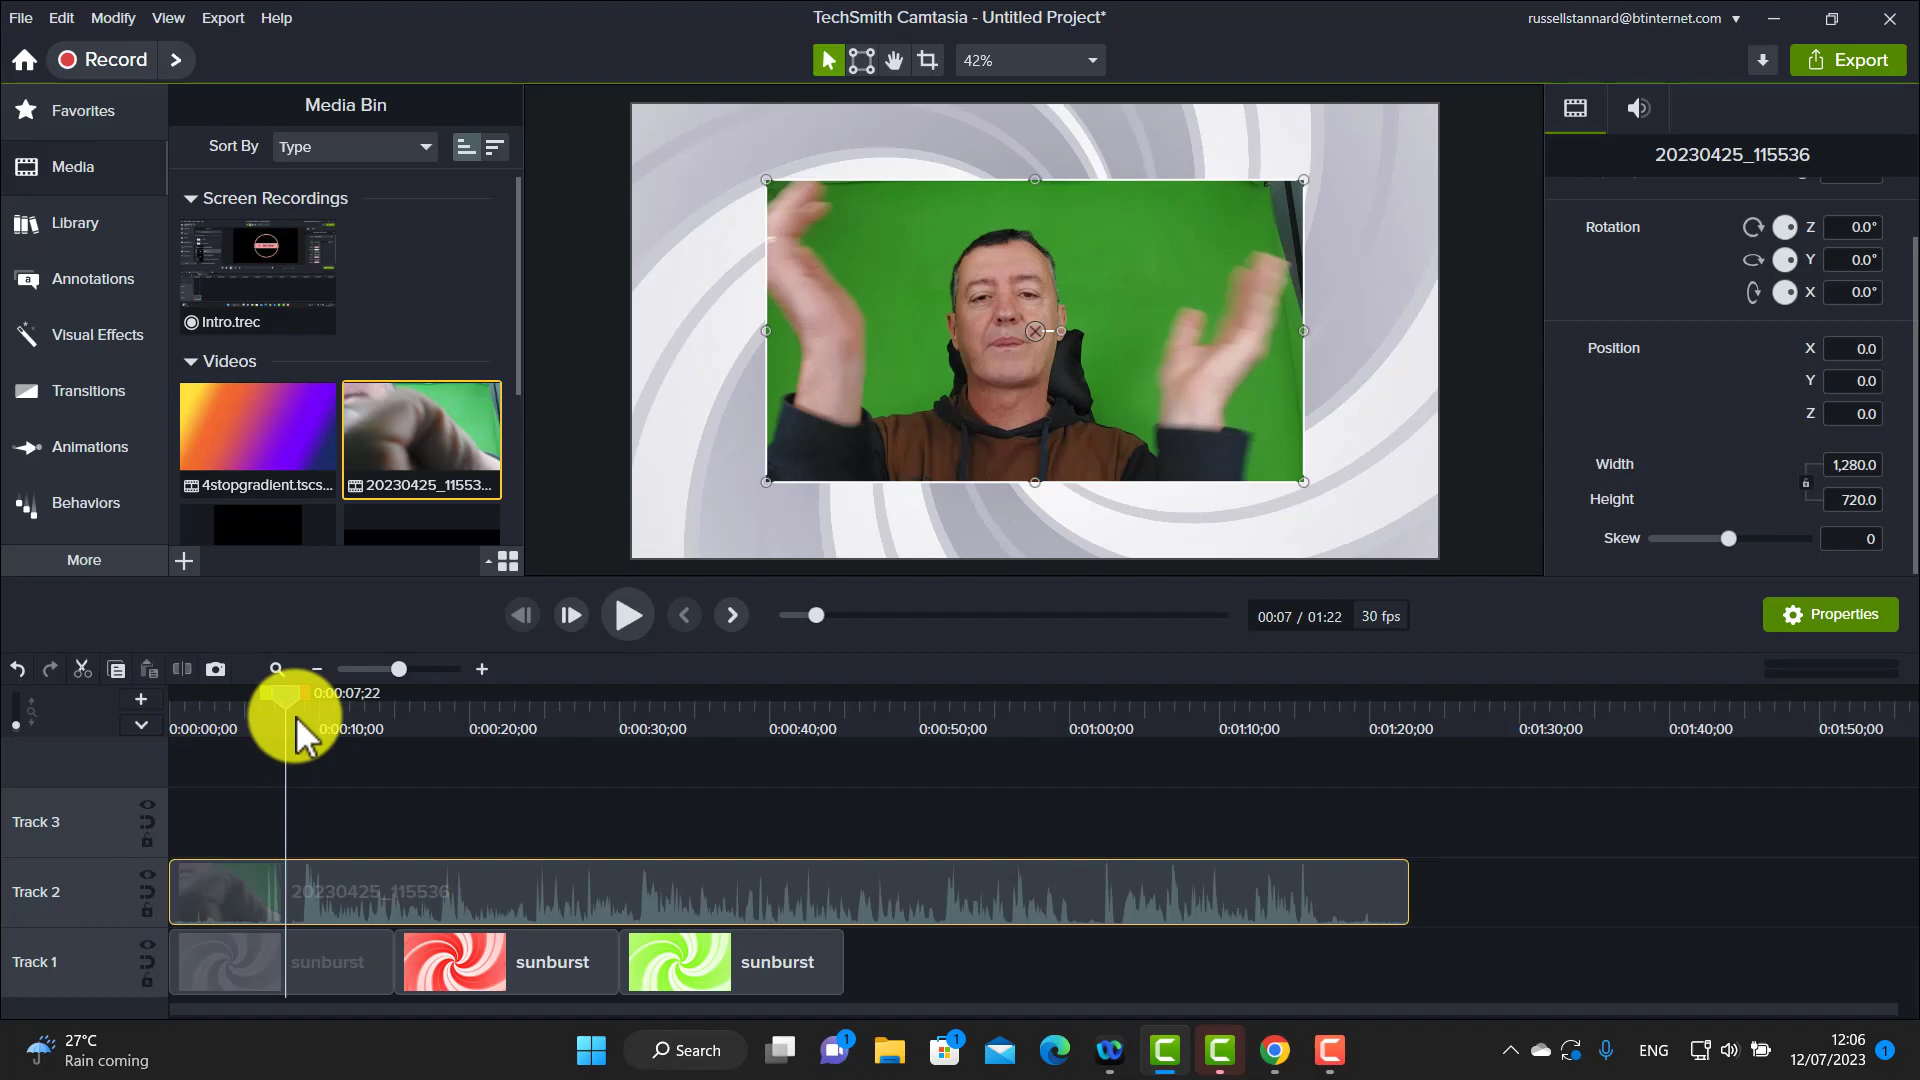 File Edit Modify View Export Help
TechSmith Camtasia - Untitled Project*
russellstannard@btinternet.com
Record
42%
Export
Favorites
Media
Library
Annotations
Visual Effects
Transitions
Animations
Behaviors
More
Media Bin
Sort By Type
Screen Recordings
Intro.trec
Videos
4stopgradient.tscs...
20230425_11553...
20230425_115536
Rotation Z 0.0°
Y 0.0°
X 0.0°
Position X 0.0
Y 0.0
Z 0.0
Width 1,280.0
Height 720.0
Skew 0
00:07 / 01:22 30 fps
Properties
0:00:07;22
0:00:00;00 0:00:10;00 0:00:20;00 0:00:30;00 0:00:40;00 0:00:50;00 0:01:00;00 0:01:10;00 0:01:20;00 0:01:30;00 0:01:40;00 0:01:50;00
Track 3
Track 2
20230425_115536
Track 1
sunburst sunburst sunburst
27°C
Rain coming
Search
1
1
ENG
12:06
12/07/2023
1